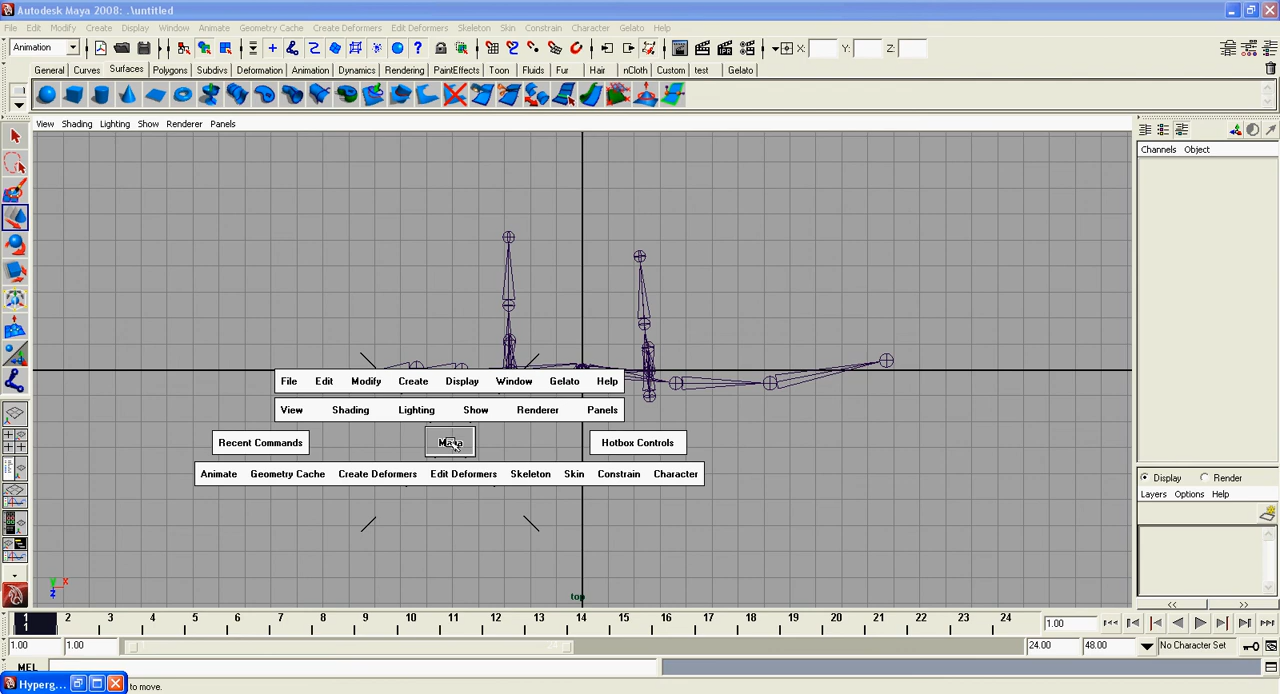 Autodesk Maya 2008: .\untitled
File Edit Modify Create Display Window Animate Geometry Cache Create Deformers Edit Deformers Skeleton Skin Constrain Character Gelato Help
Animation X: Y: Z:
General Curves Surfaces Polygons Subdivs Deformation Animation Dynamics Rendering PaintEffects Toon Fluids Fur Hair nCloth Custom test Gelato
View Shading Lighting Show Renderer Panels
Channels Object
File Edit Modify Create Display Window Gelato Help
View Shading Lighting Show Renderer Panels
Recent Commands Maya Hotbox Controls
Animate Geometry Cache Create Deformers Edit Deformers Skeleton Skin Constrain Character
Display Render
Layers Options Help
y x
z
top
<< >>
1 2 3 4 5 6 7 8 9 10 11 12 13 14 15 16 17 18 19 20 21 22 23 24
1 1.00
1.00 1.00 24.00 48.00 No Character Set
MEL
Hyperg... to move.